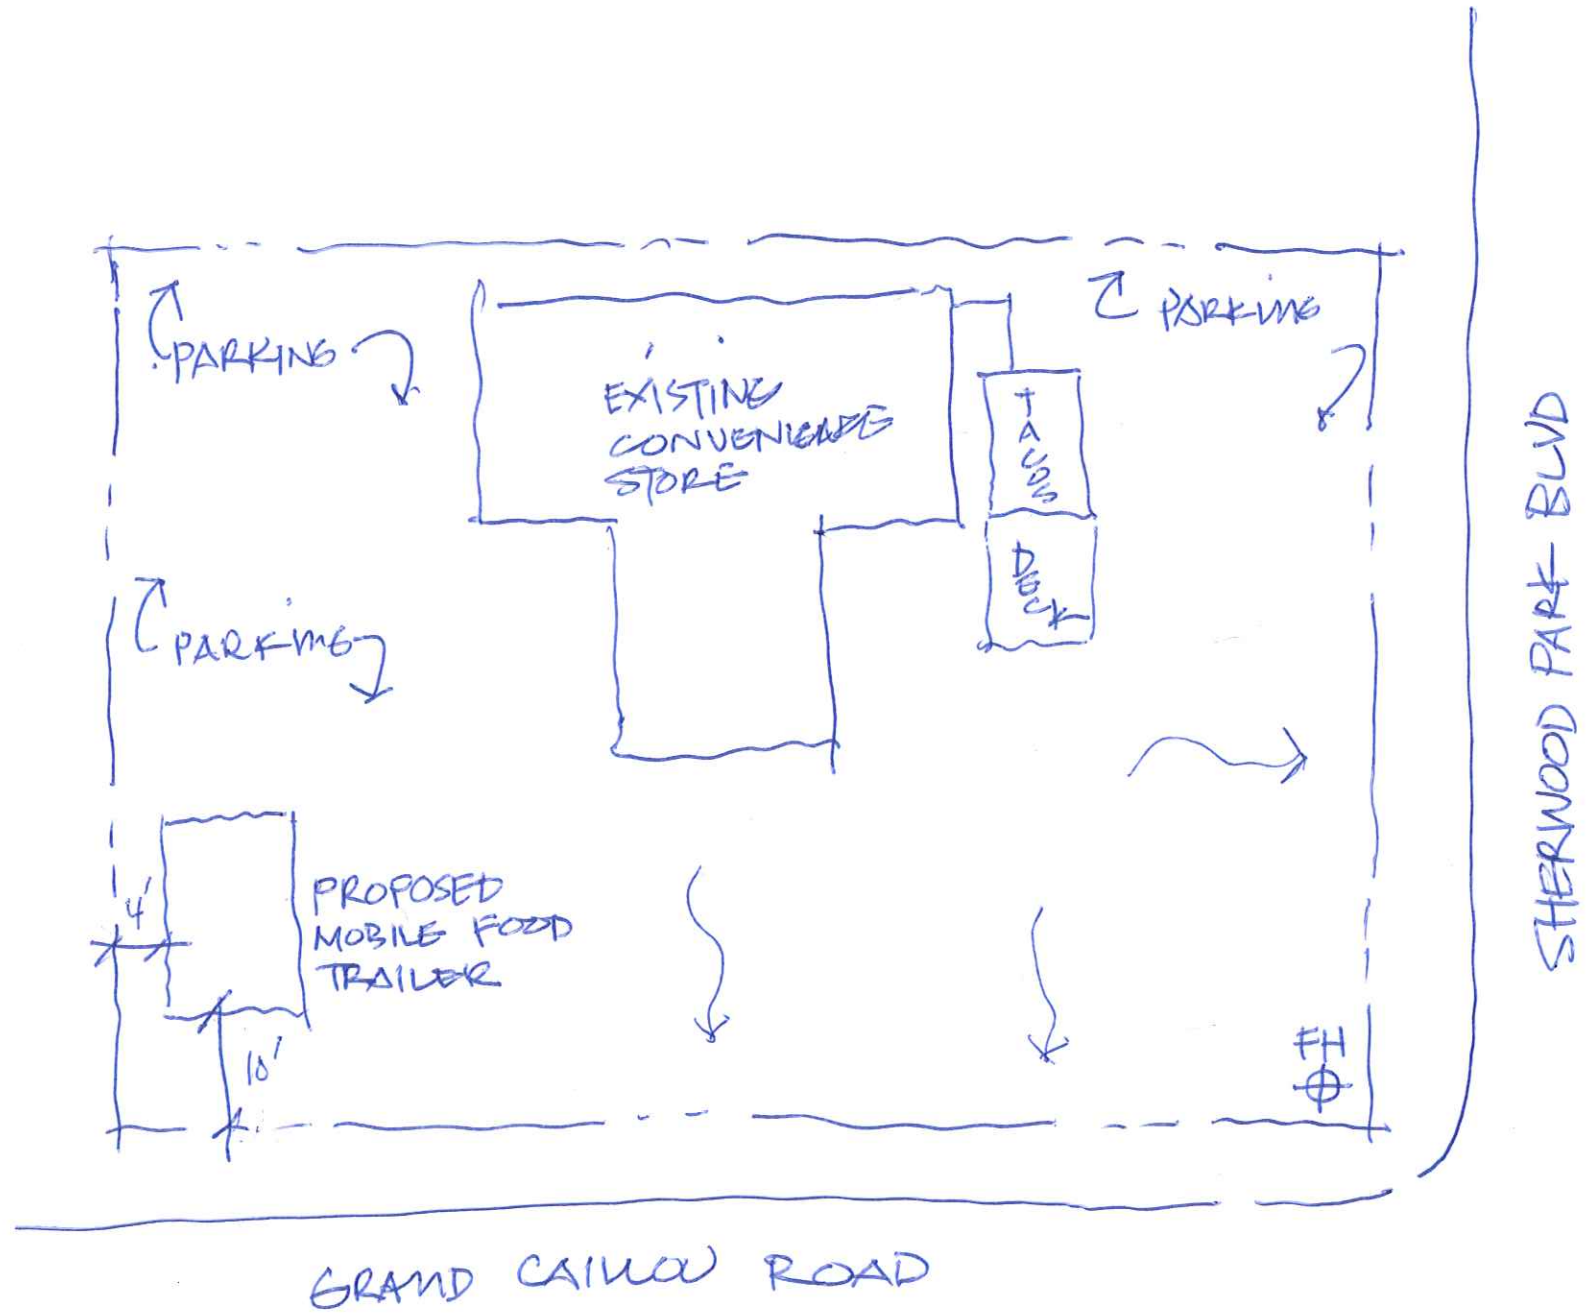 PARKING
PARKING
EXISTING
CONVENIENCE
STORE
TACOS
DECK
PARKING
4'
PROPOSED
MOBILE FOOD
TRAILER
10'
FH
SHERWOOD PARK BLVD
GRAND CAILLOU ROAD